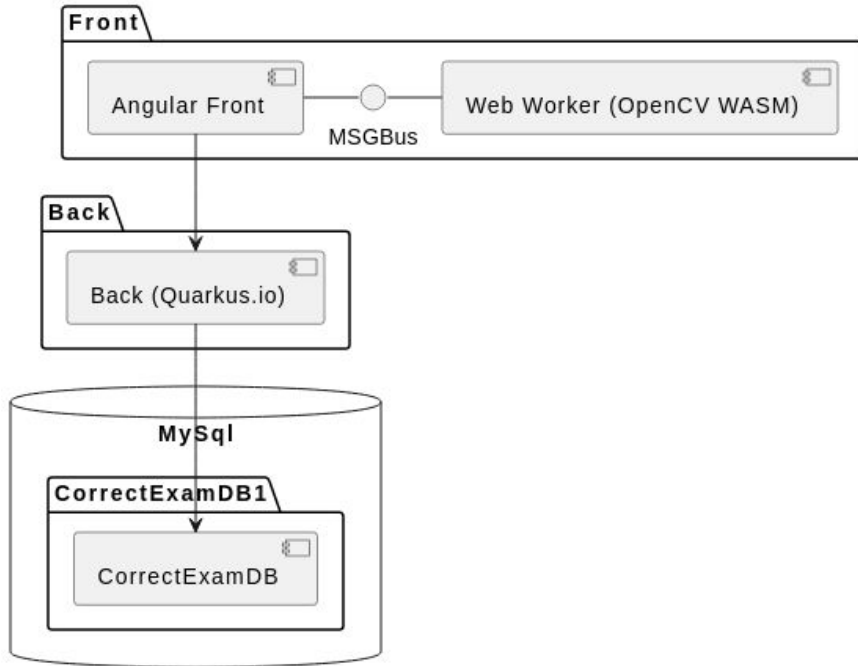 Front
Angular Front
Web Worker (OpenCV WASM)
MSGBus
Back
Back (Quarkus.io)
MySql
CorrectExamDB1
CorrectExamDB